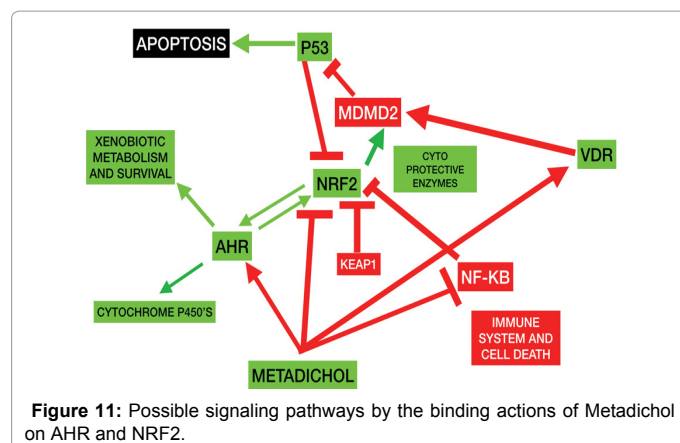 APOPTOSIS
P53
MDMD2
XENOBIOTIC
METABOLISM
AND SURVIVAL
CYTO
PROTECTIVE
ENZYMES
VDR
NRF2
AHR
KEAP1
NF-KB
CYTOCHROME P450'S
IMMUNE
SYSTEM AND
CELL DEATH
METADICHOL
Figure 11: Possible signaling pathways by the binding actions of Metadichol
on AHR and NRF2.